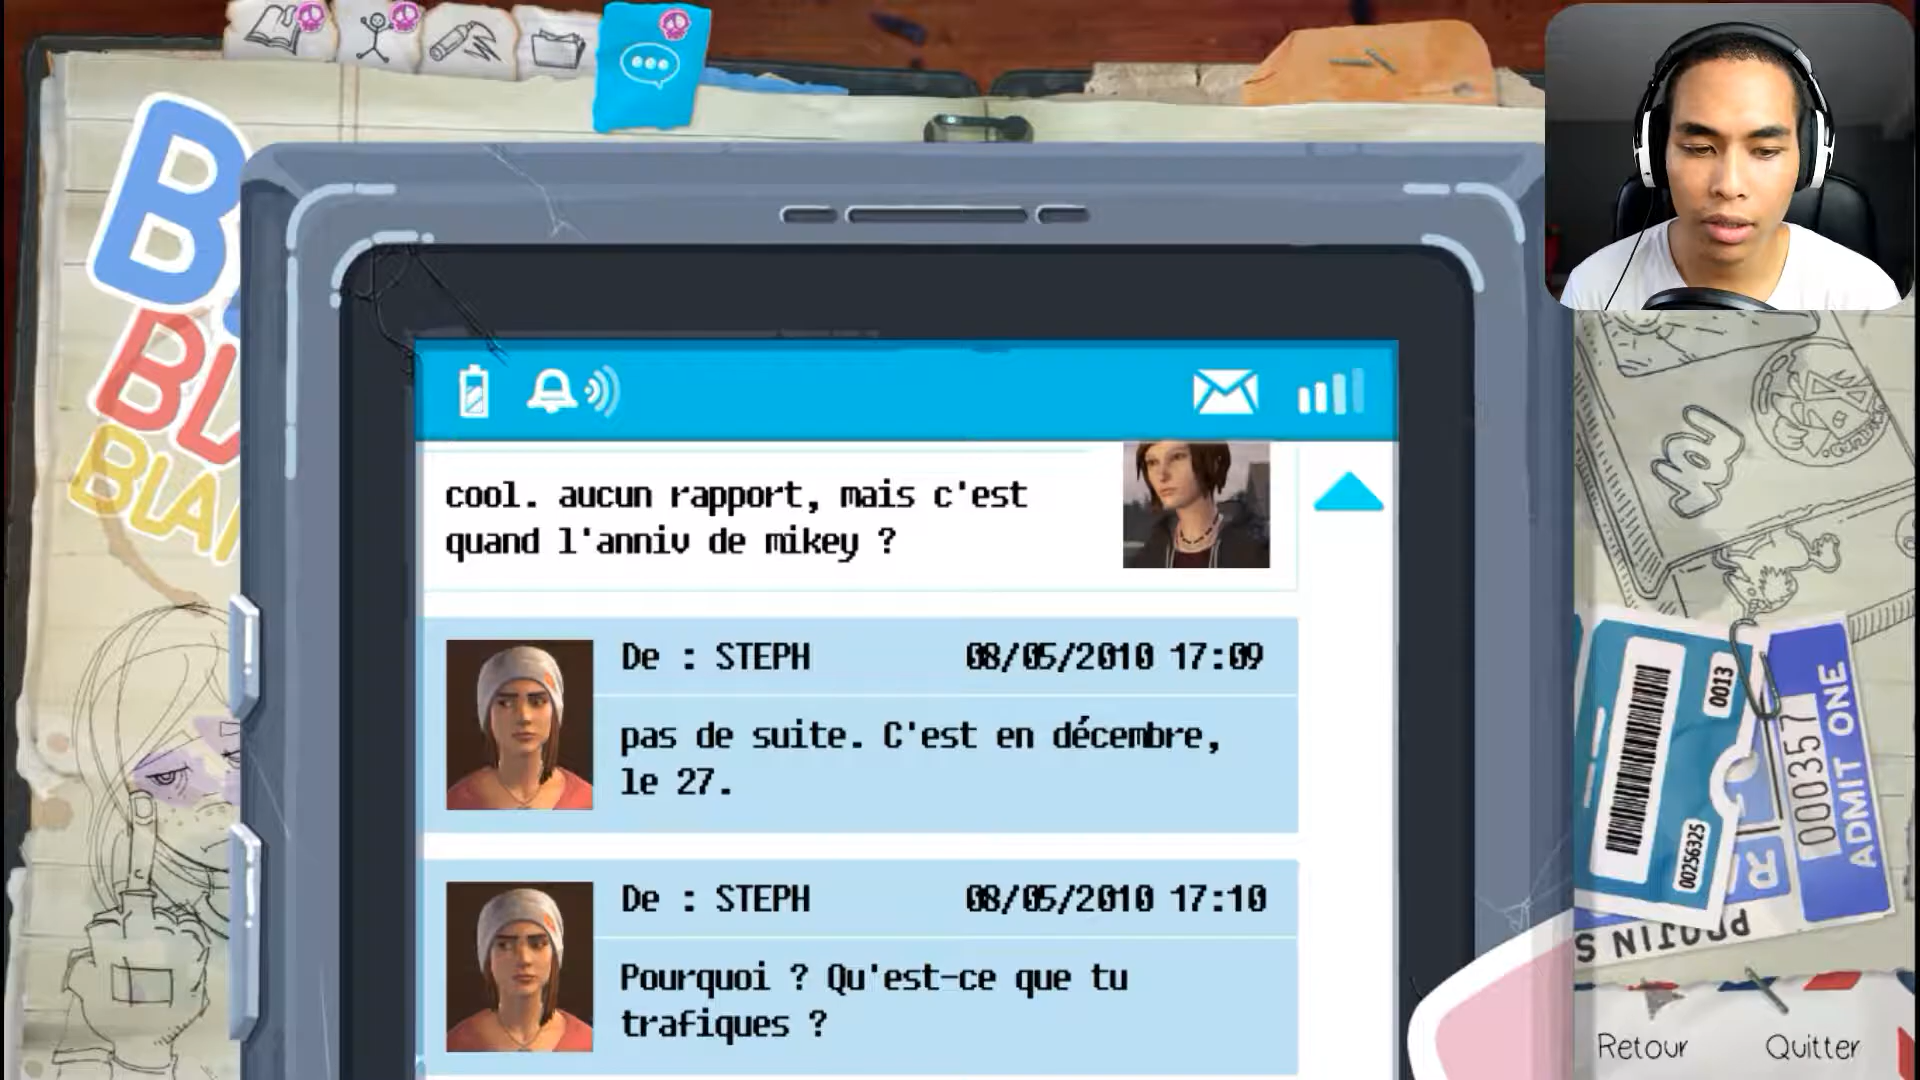 BL
BLA
cool. aucun rapport, mais c'est
quand l'anniv de mikey ?
De : STEPH 08/05/2010 17:09
pas de suite. C'est en décembre,
le 27.
De : STEPH 08/05/2010 17:10
Pourquoi ? Qu'est-ce que tu
trafiques ?
0013
00256325
000357
ADMIT ONE
Retour
Quitter